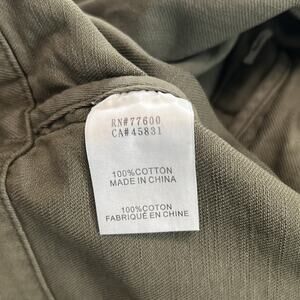 RN#77600
CA#45831
100%COTTON
MADE IN CHINA
100%COTON
FABRIQUÉ EN CHINE